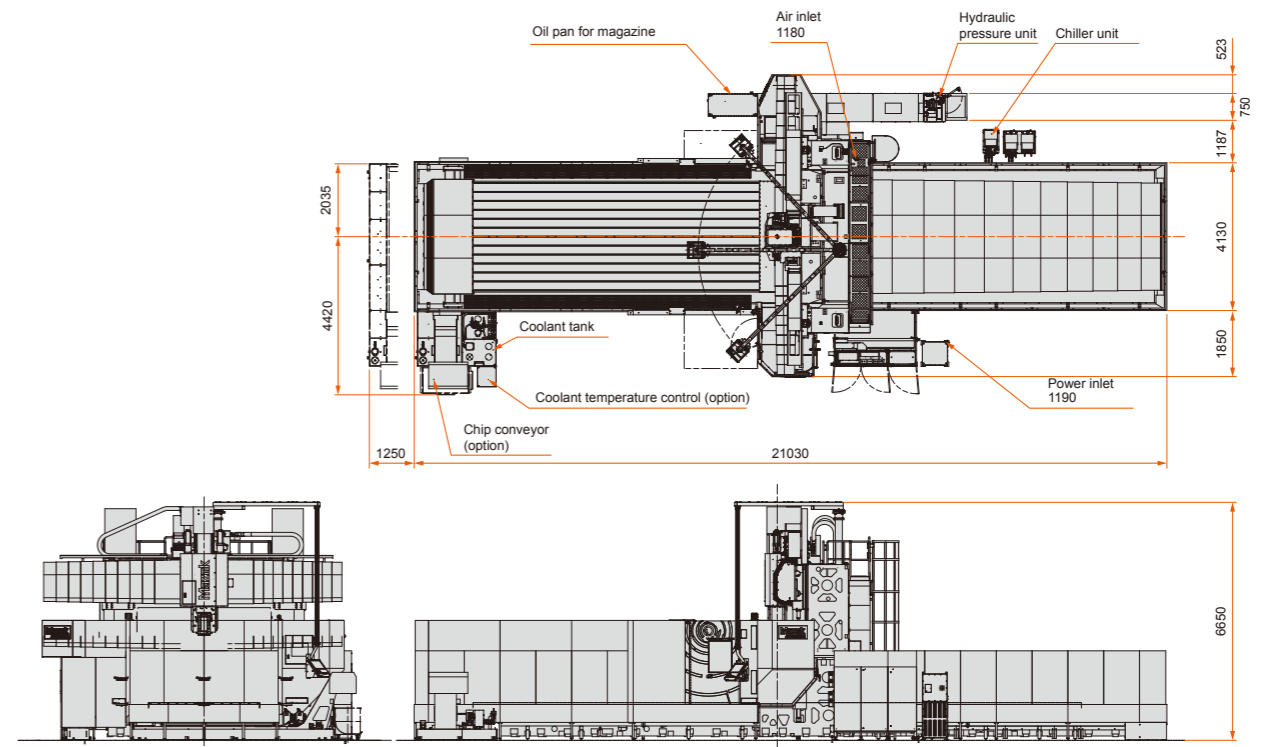 Oil pan for magazine
Air inlet
1180
Hydraulic
pressure unit
Chiller unit
523
750
1187
2035
4130
4420
1850
Coolant tank
Coolant temperature control (option)
Power inlet
1190
Chip conveyor
(option)
1250
21030
Mazak
6650